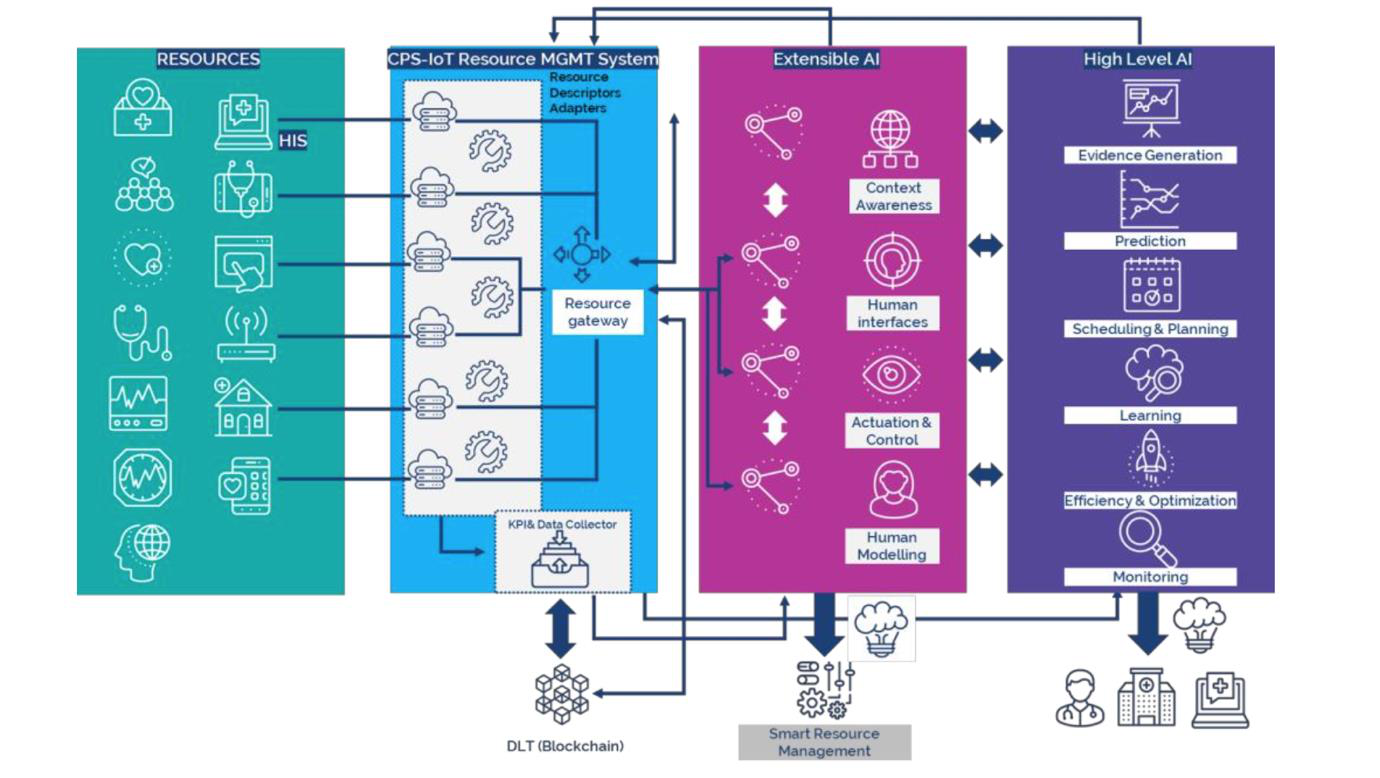 RESOURCES
HIS
CPS-IoT Resource MGMT System
Resource
Descriptors
Adapters
Resource
gateway
KPI& Data Collector
DLT (Blockchain)
Extensible AI
Context
Awareness
Human
interfaces
Actuation &
Control
Human
Modelling
Smart Resource
Management
High Level AI
Evidence Generation
Prediction
Scheduling & Planning
Learning
Efficiency & Optimization
Monitoring